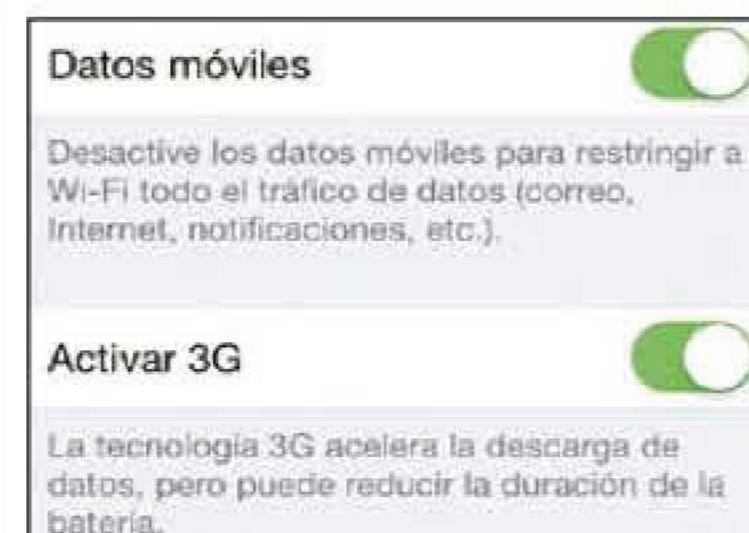 Datos móviles
Desactive los datos móviles para restringir a
Wi-Fi todo el tráfico de datos (correo,
Internet, notificaciones, etc.).
Activar 3G
La tecnología 3G acelera la descarga de
datos, pero puede reducir la duración de la
batería.